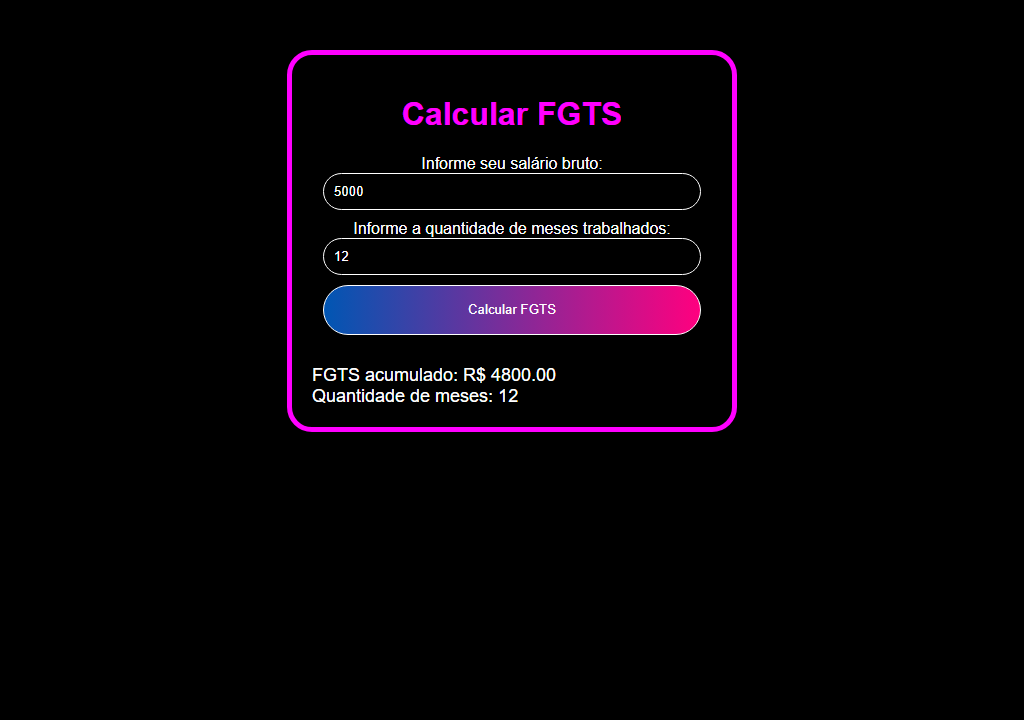 Calcular FGTS
Informe seu salário bruto:
5000
Informe a quantidade de meses trabalhados:
12
Calcular FGTS
FGTS acumulado: R$ 4800.00
Quantidade de meses: 12